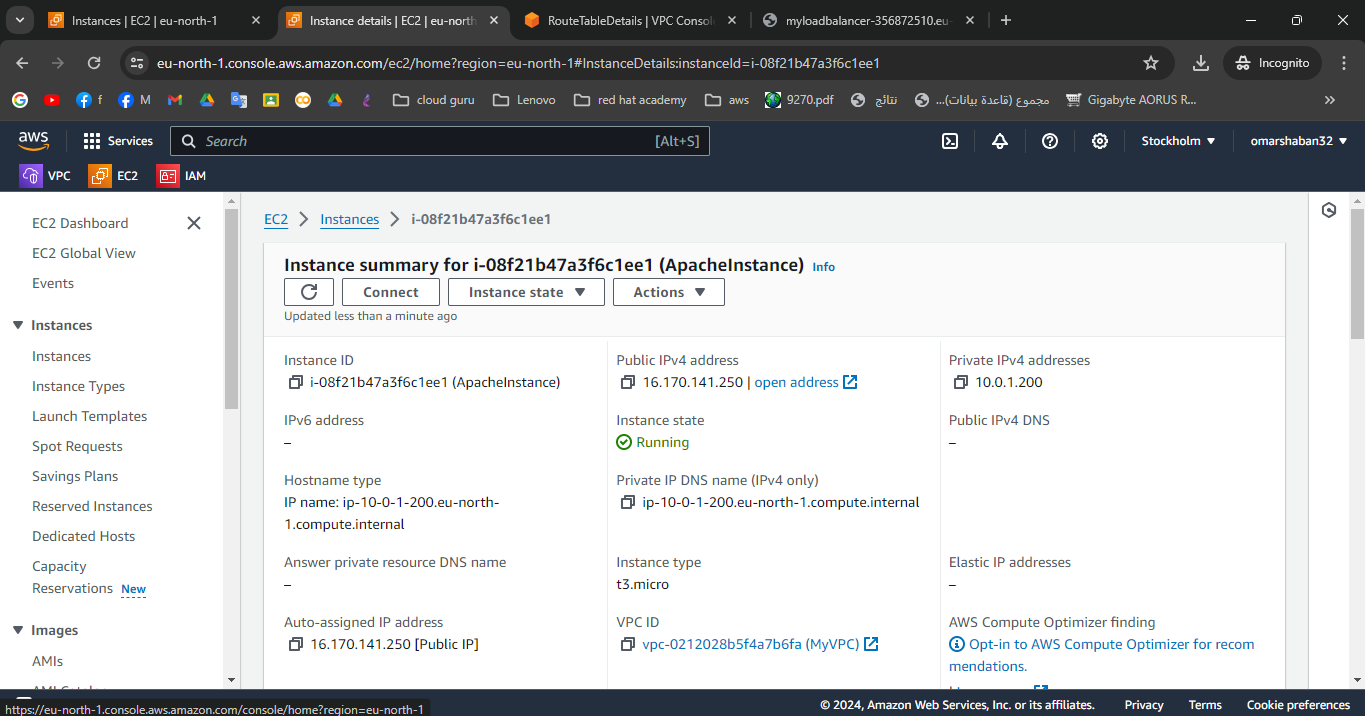 Instances | EC2 | eu-north-1
Instance details | EC2 | eu-north
RouteTableDetails | VPC Consol
myloadbalancer-356872510.eu-
eu-north-1.console.aws.amazon.com/ec2/home?region=eu-north-1#InstanceDetails:instanceId=i-08f21b47a3f6c1ee1
Incognito
f
M
cloud guru
Lenovo
red hat academy
aws
9270.pdf
نتائج
مجموع (قاعدة بيانات)...
Gigabyte AORUS R...
aws
Services
Search
[Alt+S]
Stockholm
omarshaban32
VPC
EC2
IAM
EC2 Dashboard
EC2 Global View
Events
Instances
Instances
Instance Types
Launch Templates
Spot Requests
Savings Plans
Reserved Instances
Dedicated Hosts
Capacity
Reservations New
Images
AMIs
EC2 > Instances > i-08f21b47a3f6c1ee1
Instance summary for i-08f21b47a3f6c1ee1 (ApacheInstance) Info
Connect
Instance state
Actions
Updated less than a minute ago
Instance ID
i-08f21b47a3f6c1ee1 (ApacheInstance)
Public IPv4 address
16.170.141.250 | open address
Private IPv4 addresses
10.0.1.200
IPv6 address
–
Instance state
Running
Public IPv4 DNS
–
Hostname type
IP name: ip-10-0-1-200.eu-north-
1.compute.internal
Private IP DNS name (IPv4 only)
ip-10-0-1-200.eu-north-1.compute.internal
Answer private resource DNS name
–
Instance type
t3.micro
Elastic IP addresses
–
Auto-assigned IP address
16.170.141.250 [Public IP]
VPC ID
vpc-0212028b5f4a7b6fa (MyVPC)
AWS Compute Optimizer finding
Opt-in to AWS Compute Optimizer for recom
mendations.
https://eu-north-1.console.aws.amazon.com/console/home?region=eu-north-1
© 2024, Amazon Web Services, Inc. or its affiliates.
Privacy
Terms
Cookie preferences